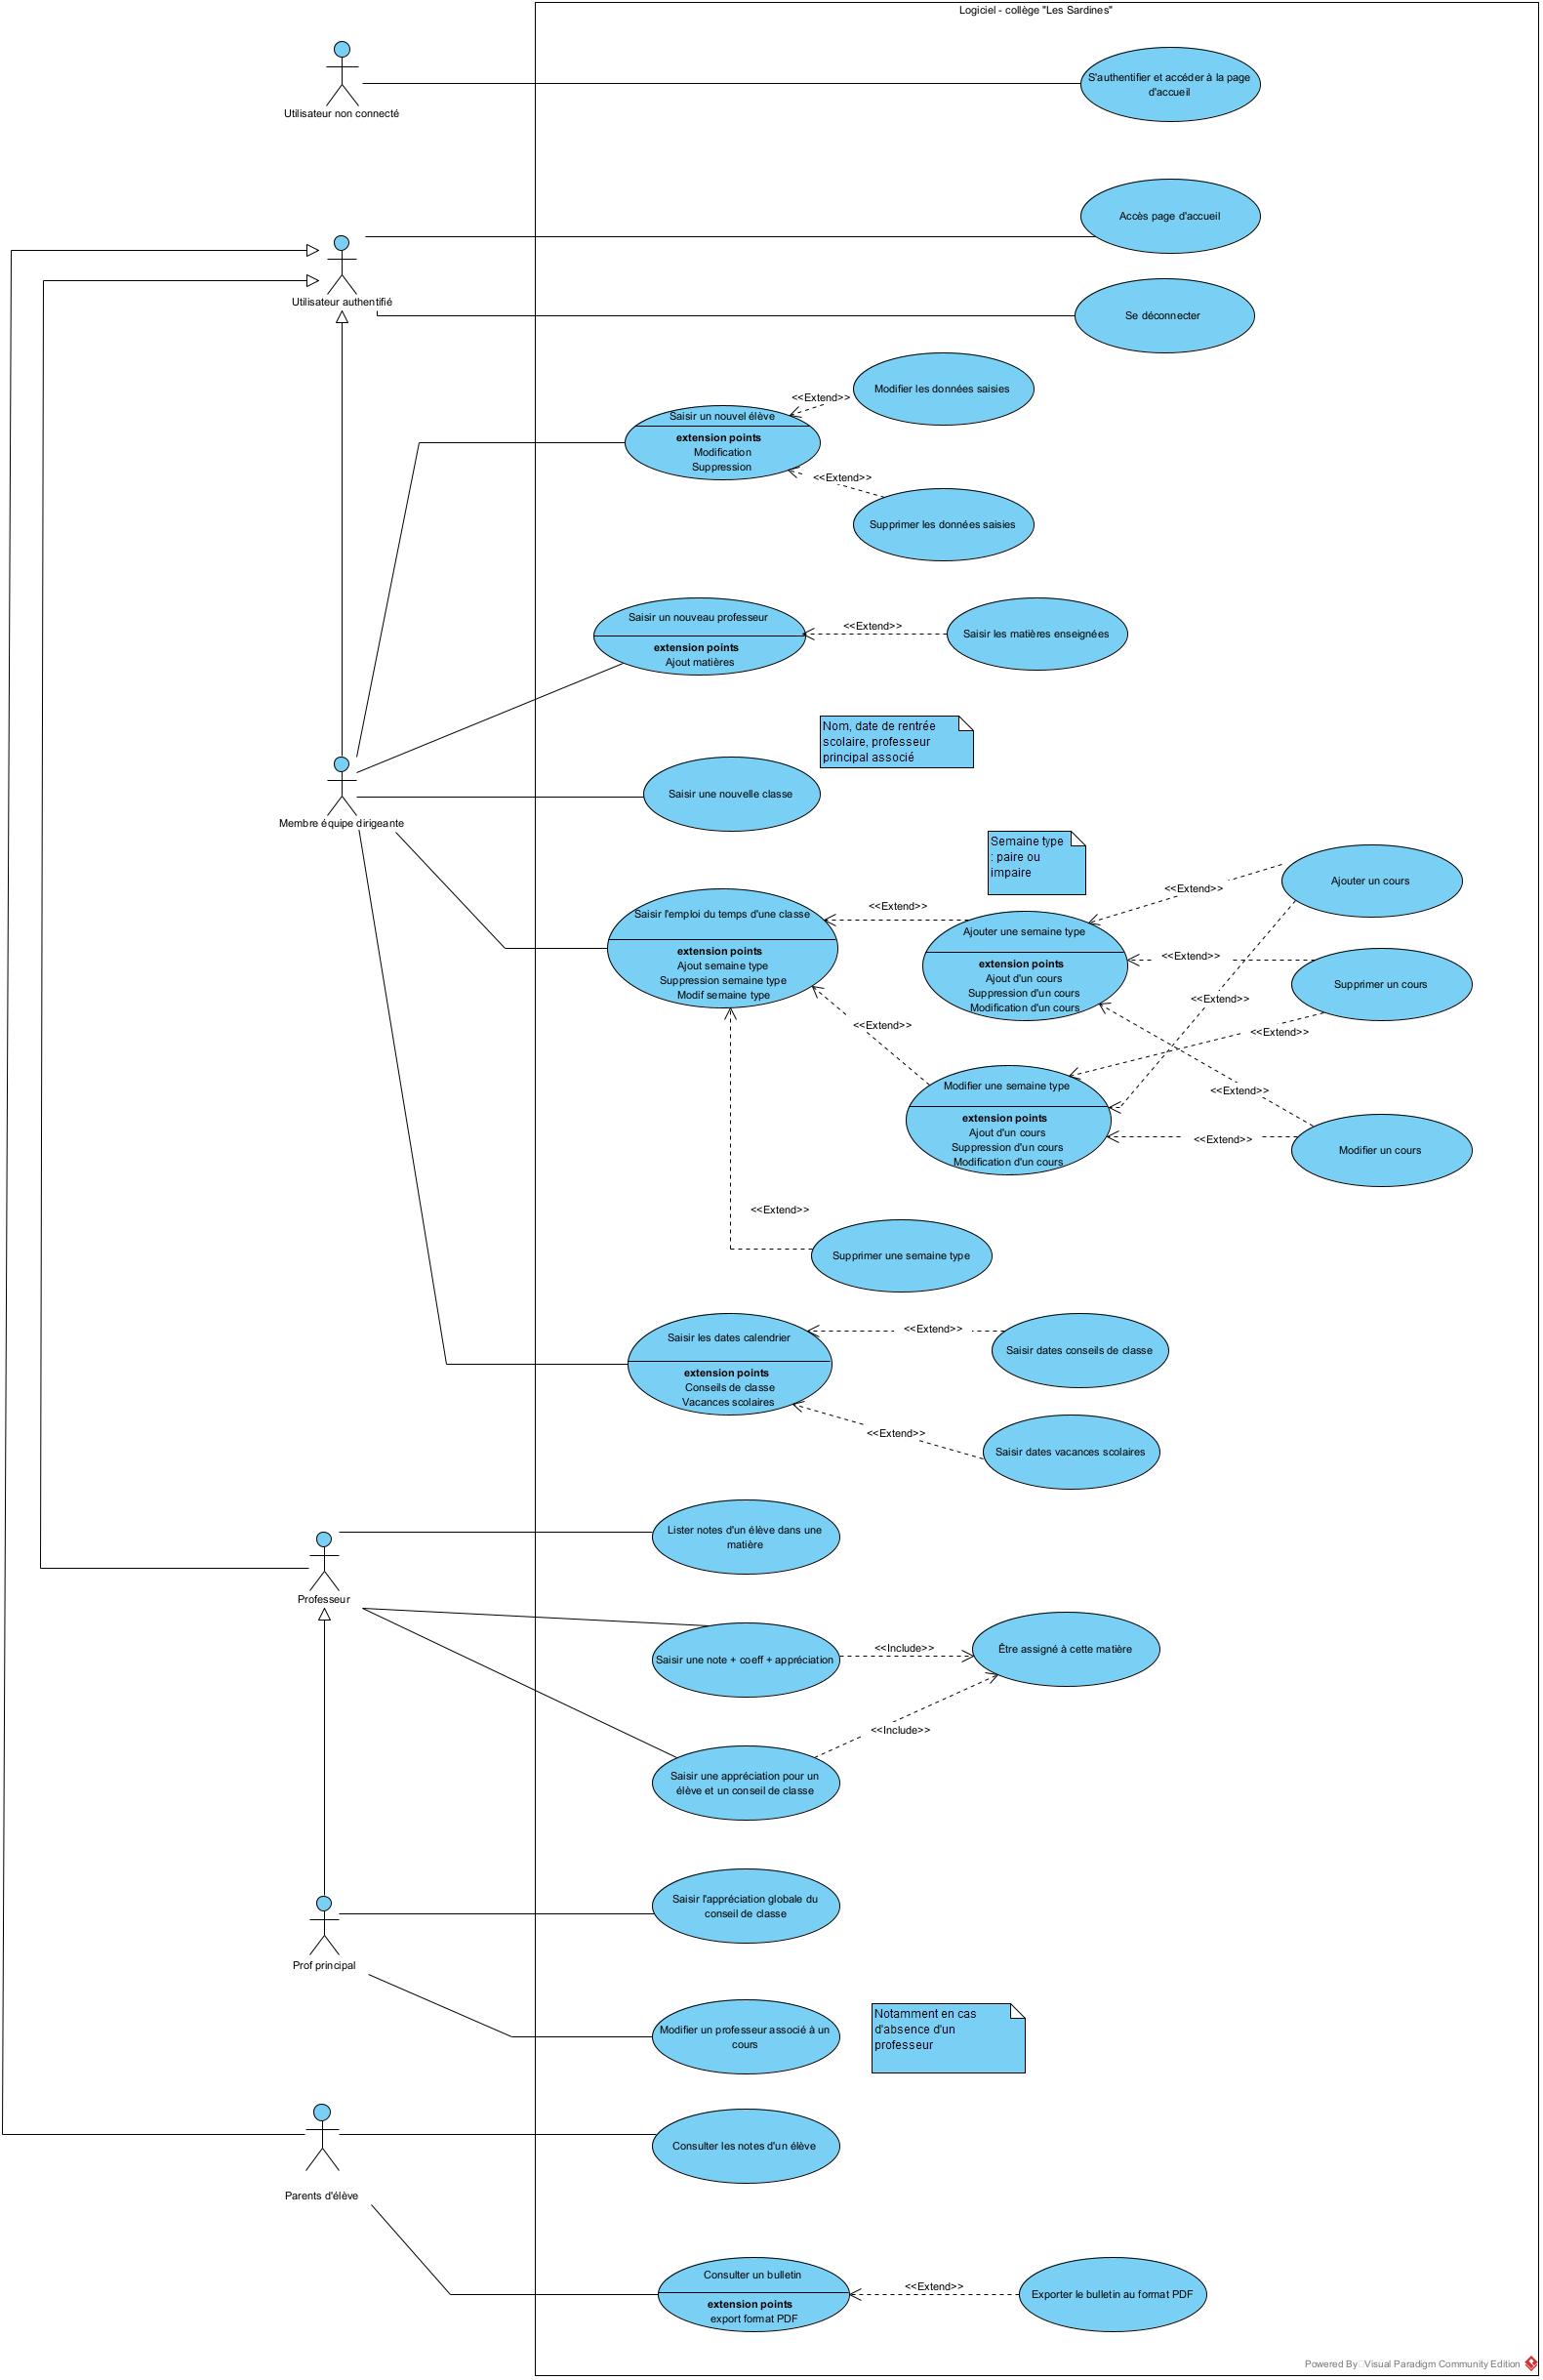 Logiciel - collège "Les Sardines"
S'authentifier et accéder à la page
d'accueil
Utilisateur non connecté
Accès page d'accueil
Utilisateur authentifié
Se déconnecter
Modifier les données saisies
<<Extend>>
Saisir un nouvel élève
extension points
Modification
Suppression
<<Extend>>
Supprimer les données saisies
Saisir un nouveau professeur
extension points
Ajout matières
<<Extend>>
Saisir les matières enseignées
Nom, date de rentrée
scolaire, professeur
principal associé
Saisir une nouvelle classe
Membre équipe dirigeante
Semaine type
: paire ou
impaire
Ajouter un cours
<<Extend>>
Saisir l'emploi du temps d'une classe
extension points
Ajout semaine type
Suppression semaine type
Modif semaine type
<<Extend>>
Ajouter une semaine type
extension points
Ajout d'un cours
Suppression d'un cours
Modification d'un cours
<<Extend>>
Supprimer un cours
<<Extend>>
<<Extend>>
<<Extend>>
Modifier une semaine type
extension points
Ajout d'un cours
Suppression d'un cours
Modification d'un cours
<<Extend>>
<<Extend>>
Modifier un cours
<<Extend>>
Supprimer une semaine type
Saisir les dates calendrier
extension points
Conseils de classe
Vacances scolaires
<<Extend>>
Saisir dates conseils de classe
<<Extend>>
Saisir dates vacances scolaires
Lister notes d'un élève dans une
matière
Professeur
Saisir une note + coeff + appréciation
<<Include>>
Être assigné à cette matière
<<Include>>
Saisir une appréciation pour un
élève et un conseil de classe
Saisir l'appréciation globale du
conseil de classe
Prof principal
Modifier un professeur associé à un
cours
Notamment en cas
d'absence d'un
professeur
Consulter les notes d'un élève
Parents d'élève
Consulter un bulletin
extension points
export format PDF
<<Extend>>
Exporter le bulletin au format PDF
Powered By Visual Paradigm Community Edition